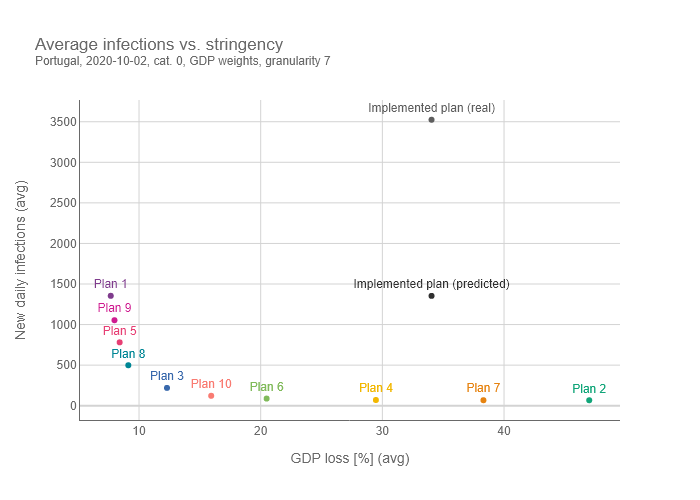 Average infections vs. stringency
Portugal, 2020-10-02, cat. 0, GDP weights, granularity 7
Implemented plan (real)
3500
3000
2500
2000
1500
1000
500
0
New daily infections (avg)
Plan 1
Implemented plan (predicted)
Plan 9
Plan 5
Plan 8
Plan 3
Plan 10
Plan 6
Plan 4
Plan 7
Plan 2
10
20
30
40
GDP loss [%] (avg)